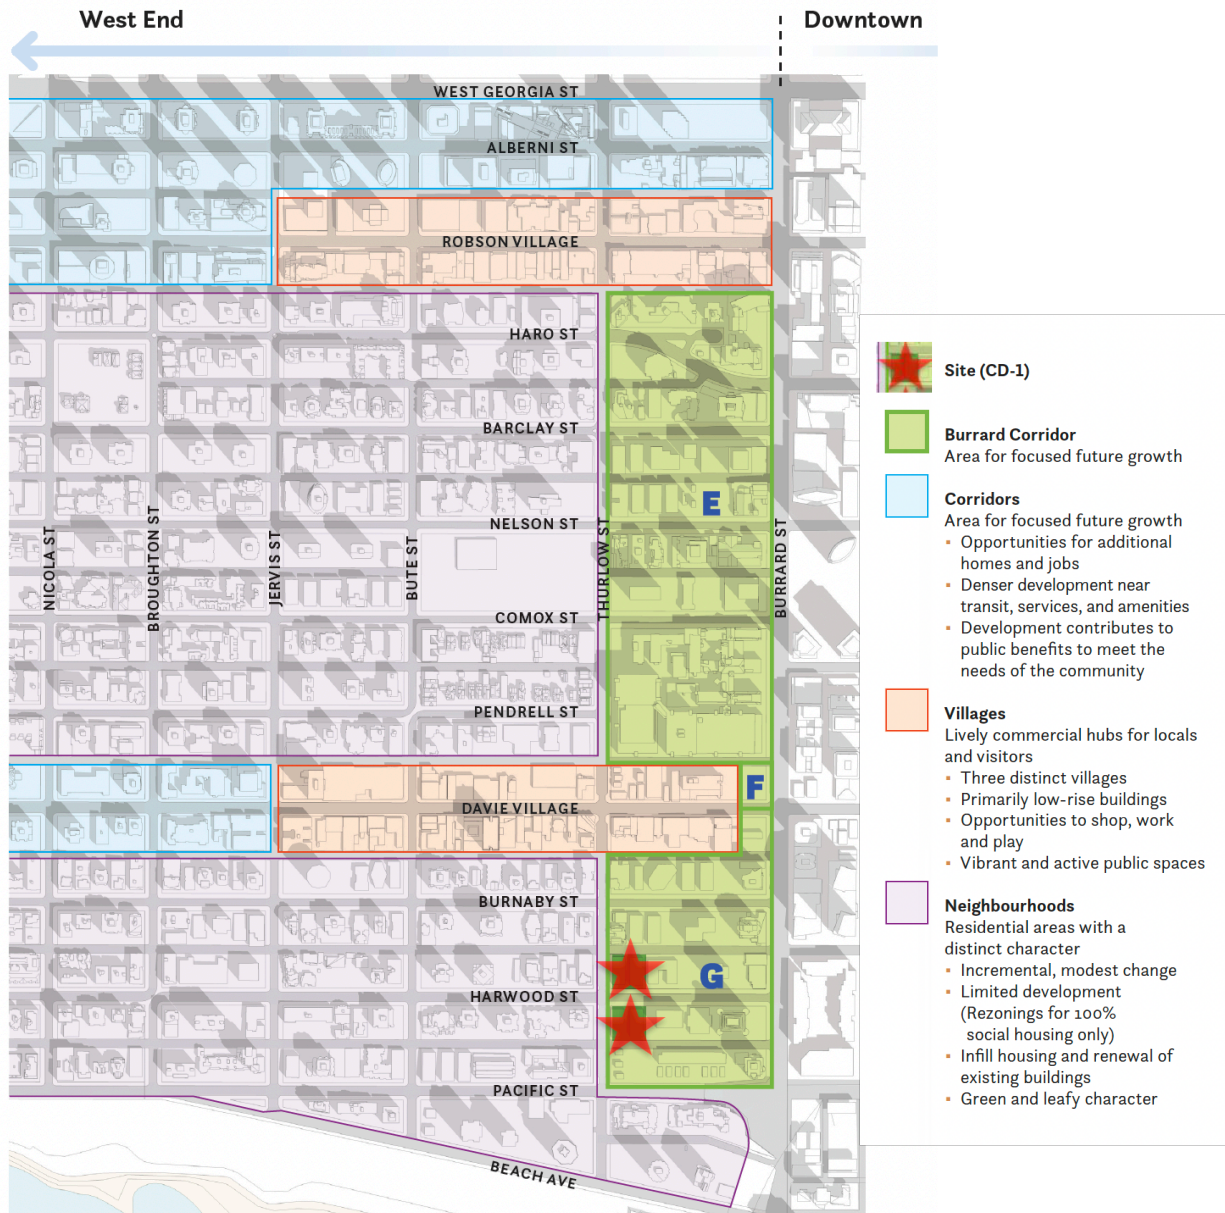 West End
Downtown
WEST GEORGIA ST
ALBERNI ST
ROBSON VILLAGE
HARO ST
BARCLAY ST
NELSON ST
NICOLA ST
BROUGHTON ST
JERVIS ST
BUTE ST
THURLOW ST
BURRARD ST
E
COMOX ST
PENDRELL ST
F
DAVIE VILLAGE
BURNABY ST
G
HARWOOD ST
PACIFIC ST
BEACH AVE
Site (CD-1)
Burrard Corridor
Area for focused future growth
Corridors
Area for focused future growth
▪ Opportunities for additional
homes and jobs
▪ Denser development near
transit, services, and amenities
▪ Development contributes to
public benefits to meet the
needs of the community
Villages
Lively commercial hubs for locals
and visitors
▪ Three distinct villages
▪ Primarily low-rise buildings
▪ Opportunities to shop, work
and play
▪ Vibrant and active public spaces
Neighbourhoods
Residential areas with a
distinct character
▪ Incremental, modest change
▪ Limited development
(Rezonings for 100%
social housing only)
▪ Infill housing and renewal of
existing buildings
▪ Green and leafy character